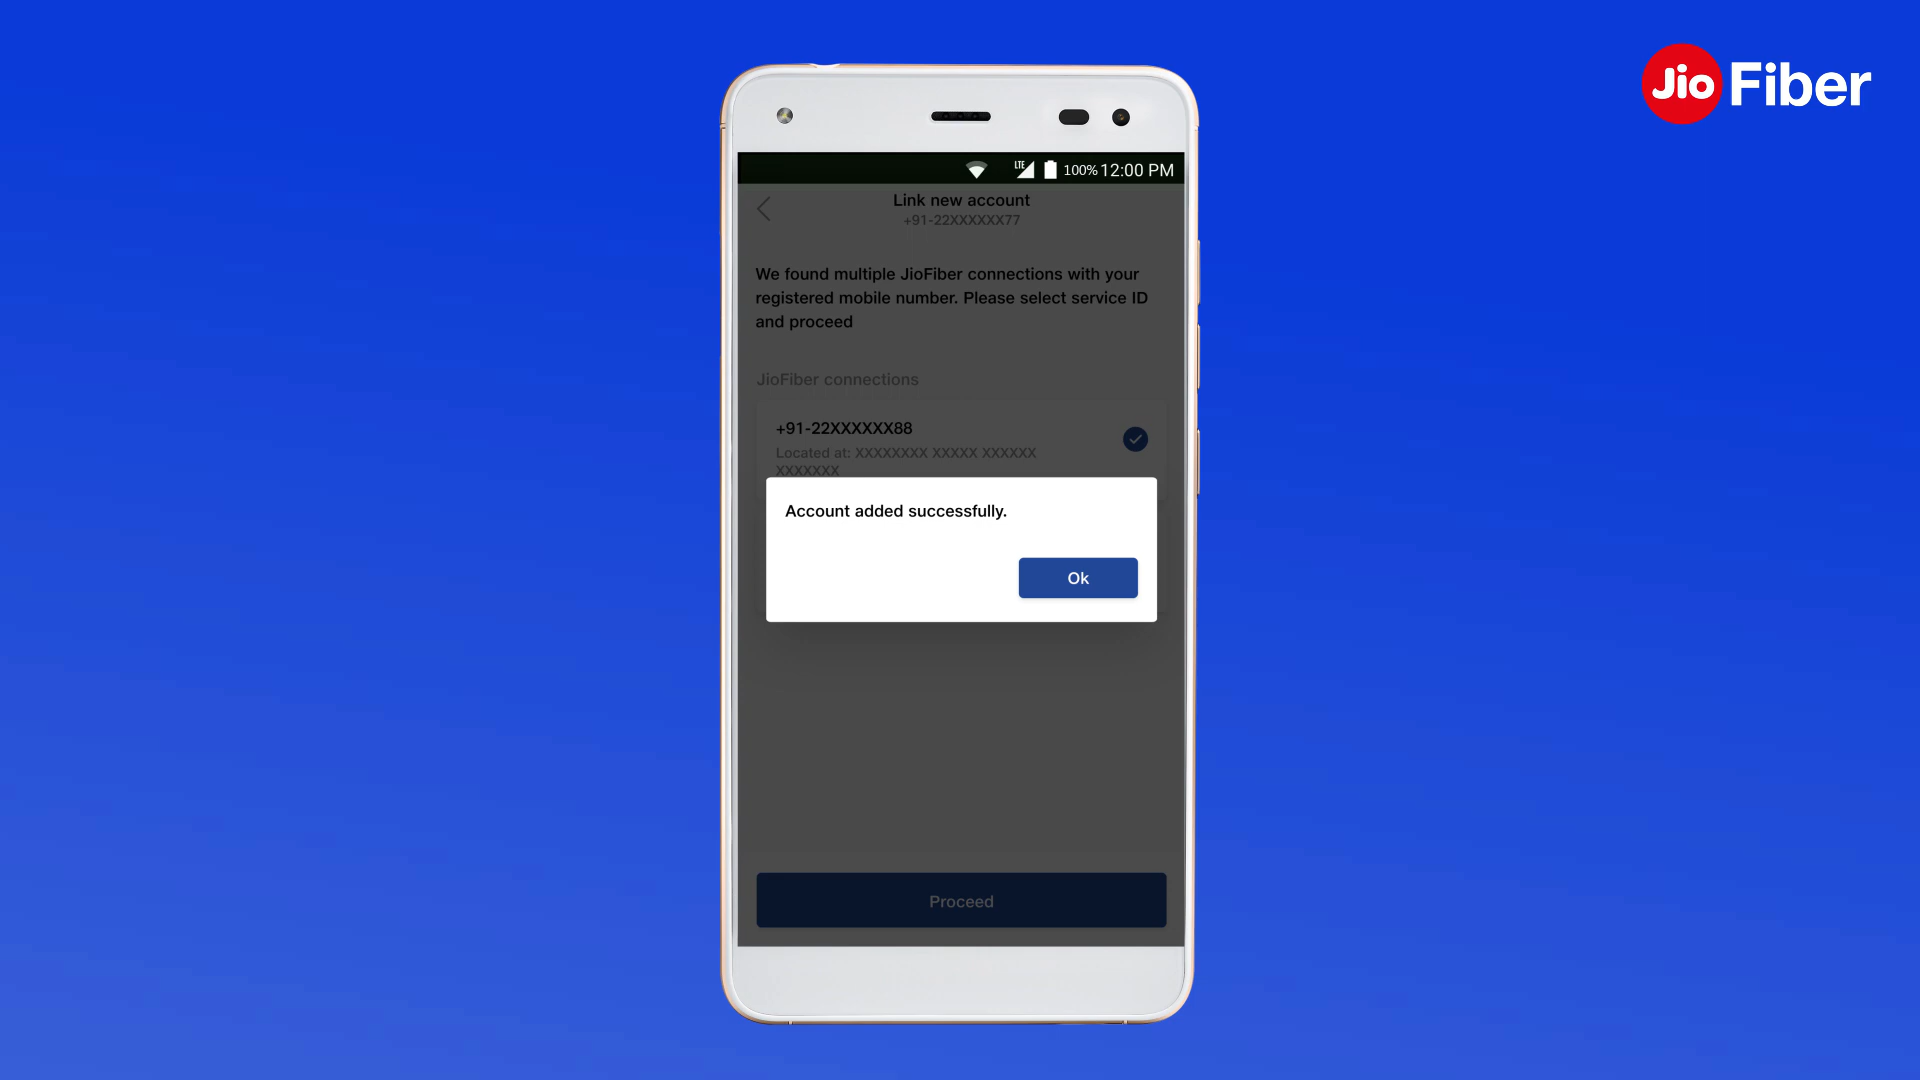 Jio Fiber
LTE 100% 12:00 PM
Link new account
+91-22XXXXXX77
We found multiple JioFiber connections with your
registered mobile number. Please select service ID
and proceed
JioFiber connections
+91-22XXXXXX88
Located at: XXXXXXXX XXXXX XXXXXX
XXXXXXX
Account added successfully.
Ok
Proceed